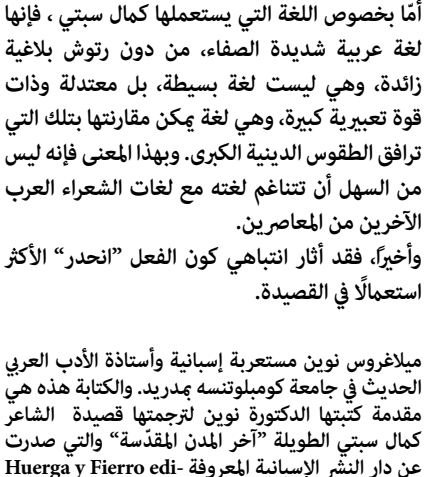 أمّا بخصوص اللغة التي يستعملها كمال سبتي ، فإنها
لغة عربية شديدة الصفاء، من دون رتوش بلاغية
زائدة، وهي ليست لغة بسيطة، بل معتدلة وذات
قوة تعبيرية كبيرة، وهي لغة يمكن مقارنتها بتلك التي
ترافق الطقوس الدينية الكبرى. وبهذا المعنى فإنه ليس
من السهل أن تتناغم لغته مع لغات الشعراء العرب
الآخرين من المعاصرين.
وأخيرًا، فقد أثار انتباهي كون الفعل ”انحدر“ الأكثر
استعمالًا في القصيدة.
ميلاغروس نوين مستعربة إسبانية وأستاذة الأدب العربي
الحديث في جامعة كومبلوتنسه بمدريد. والكتابة هذه هي
مقدمة كتبتها الدكتورة نوين لترجمتها قصيدة الشاعر
كمال سبتي الطويلة ”آخر المدن المقدّسة“ والتي صدرت
عن دار النشر الإسبانية المعروفة Huerga y Fierro edi-